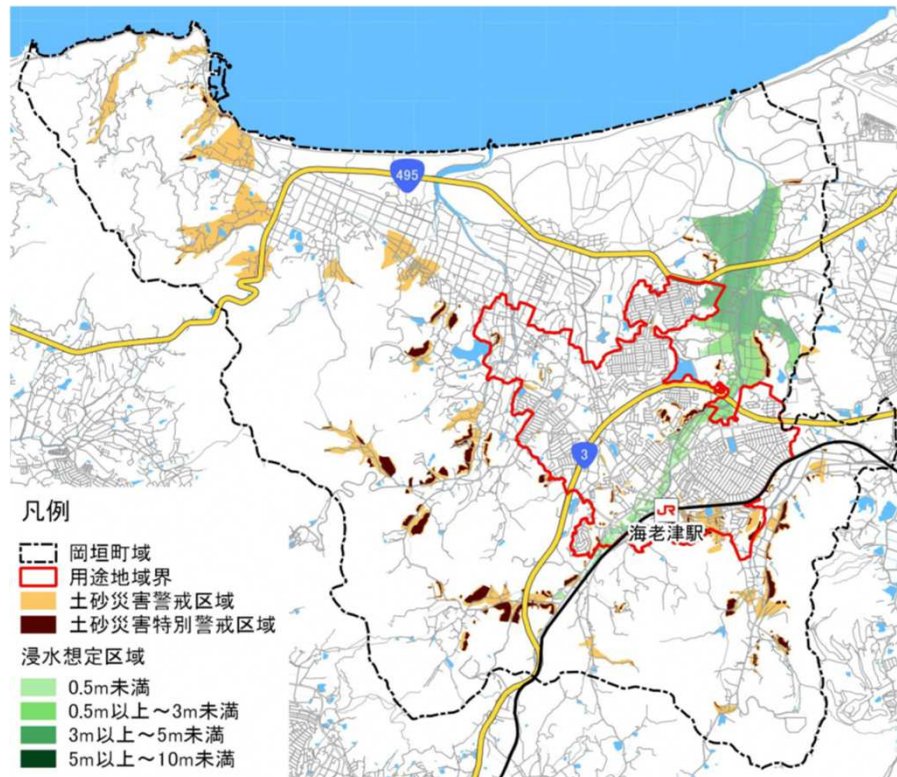 495
3
JR
海老津駅
凡例
岡垣町域
用途地域界
土砂災害警戒区域
土砂災害特別警戒区域
浸水想定区域
0.5m未満
0.5m以上～3m未満
3m以上～5m未満
5m以上～10m未満